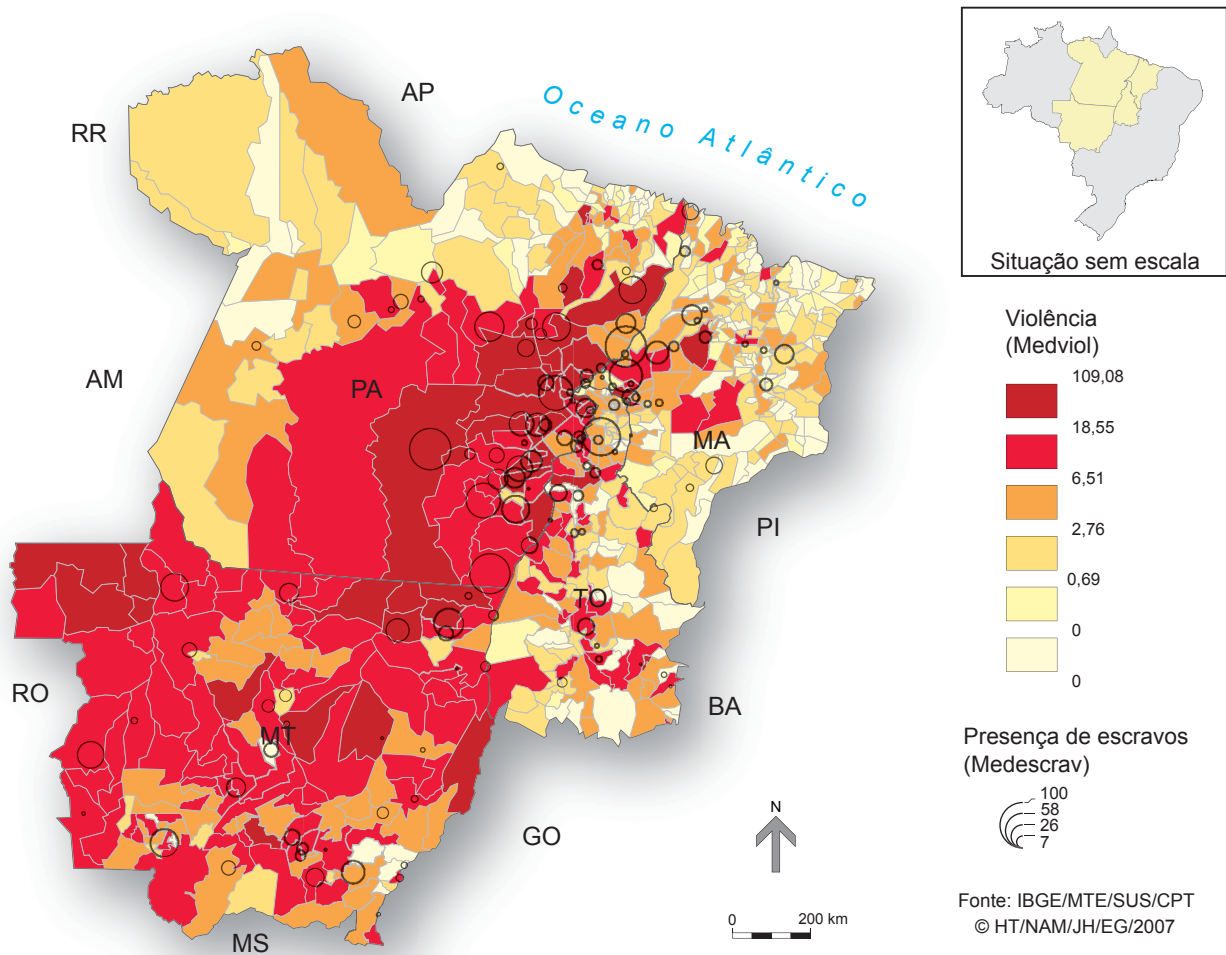 RR
AP
Oceano Atlântico
AM
PA
MA
PI
TO
RO
MT
BA
GO
MS
N
0 200 km
Situação sem escala
Violência
(Medviol)
109,08
18,55
6,51
2,76
0,69
0
0
Presença de escravos
(Medescrav)
100
58
26
7
Fonte: IBGE/MTE/SUS/CPT
© HT/NAM/JH/EG/2007